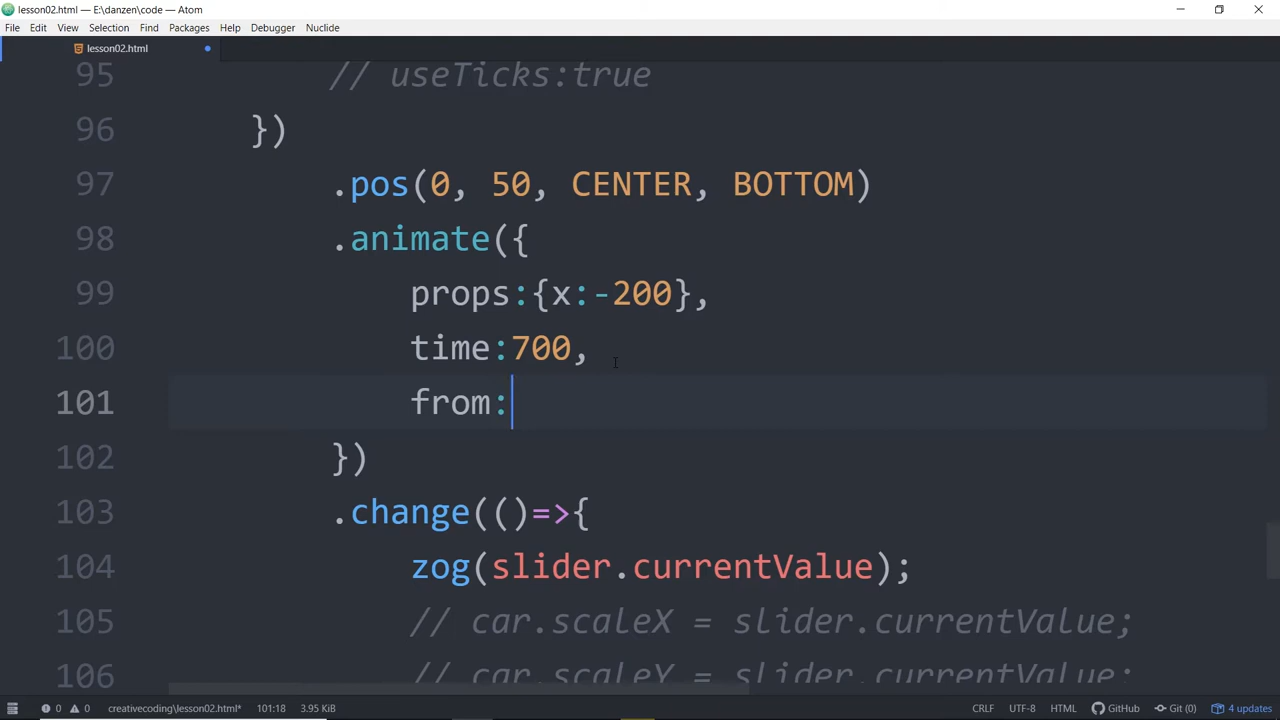 lesson02.html — E:\danzen\code — Atom
File Edit View Selection Find Packages Help Debugger Nuclide
lesson02.html
95 // useTicks:true
96 })
97 .pos(0, 50, CENTER, BOTTOM)
98 .animate({
99 props:{x:-200},
100 time:700,
101 from:
102 })
103 .change(()=>{
104 zog(slider.currentValue);
105 // car.scaleX = slider.currentValue;
106 // car.scaleY = slider.currentValue;
0 0 creativecoding\lesson02.html* 101:18 3.95 KiB CRLF UTF-8 HTML GitHub Git (0) 4 updates